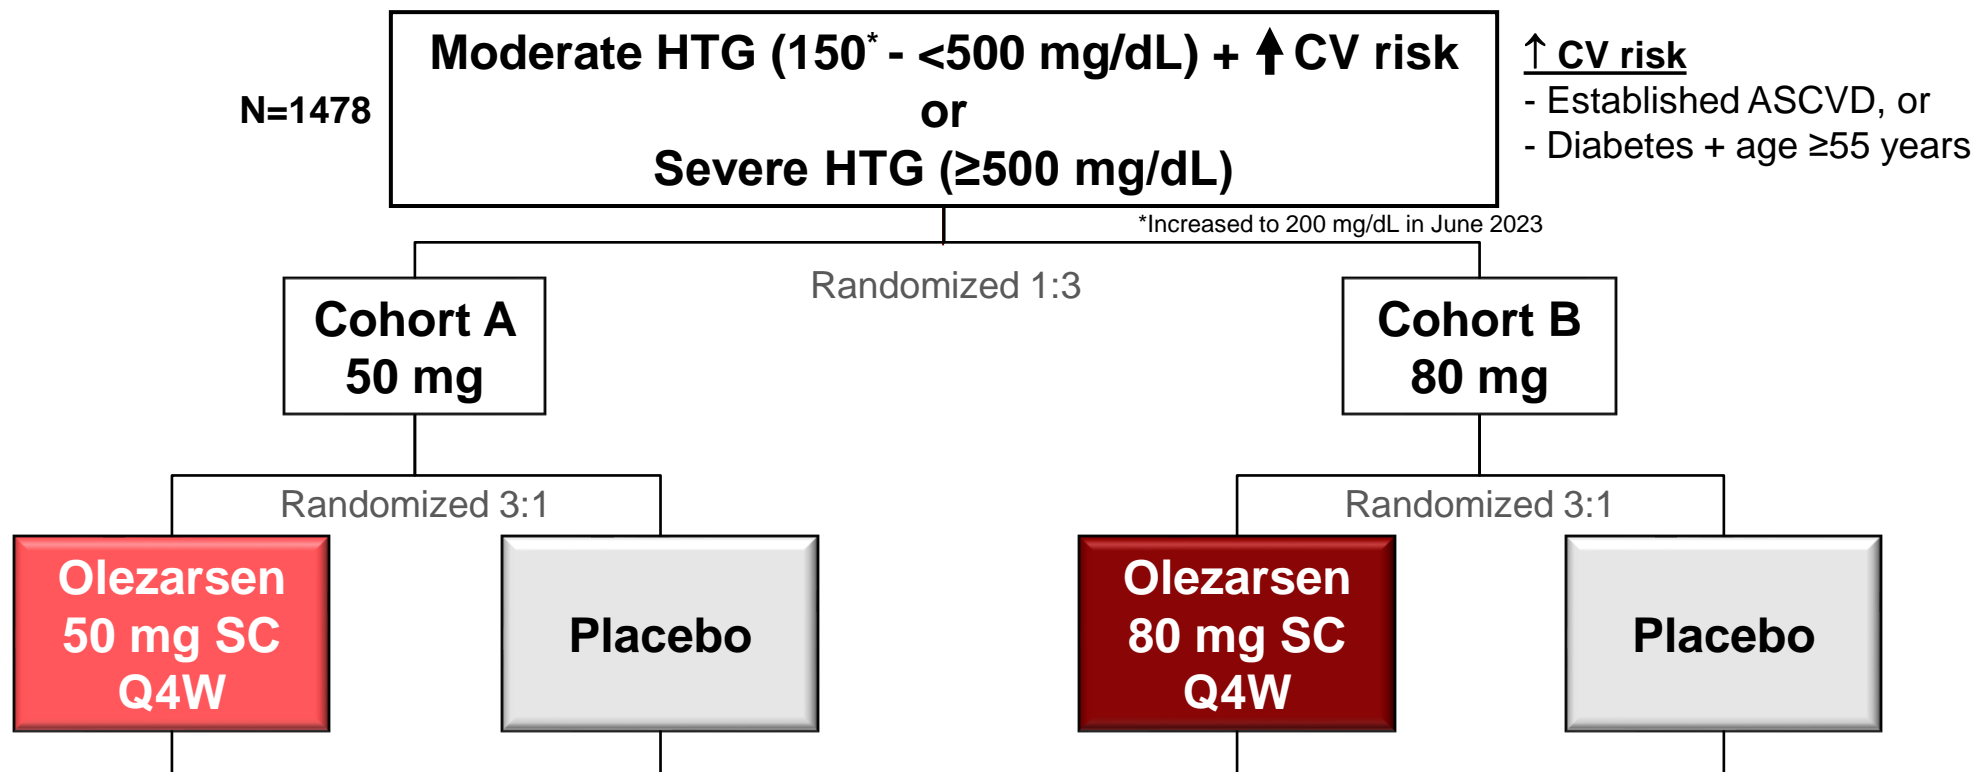 Moderate HTG (150* - <500 mg/dL) + ↑ CV risk
or
Severe HTG (≥500 mg/dL)
N=1478
↑ CV risk
- Established ASCVD, or
- Diabetes + age ≥55 years
*Increased to 200 mg/dL in June 2023
Randomized 1:3
Cohort A
50 mg
Cohort B
80 mg
Randomized 3:1
Randomized 3:1
Olezarsen
50 mg SC
Q4W
Placebo
Olezarsen
80 mg SC
Q4W
Placebo